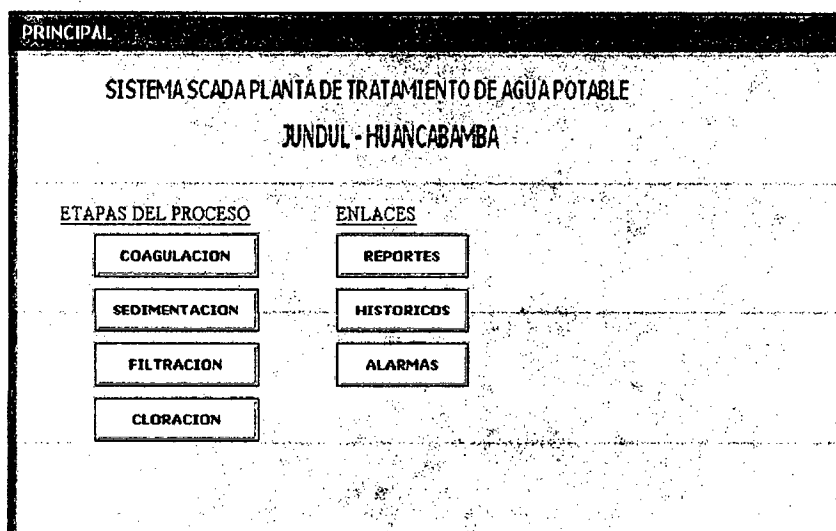 PRINCIPAL
SISTEMA SCADA PLANTA DE TRATAMIENTO DE AGUA POTABLE
JUNDUL - HUANCABAMBA
ETAPAS DEL PROCESO
COAGULACION
SEDIMENTACION
FILTRACION
CLORACION
ENLACES
REPORTES
HISTORICOS
ALARMAS